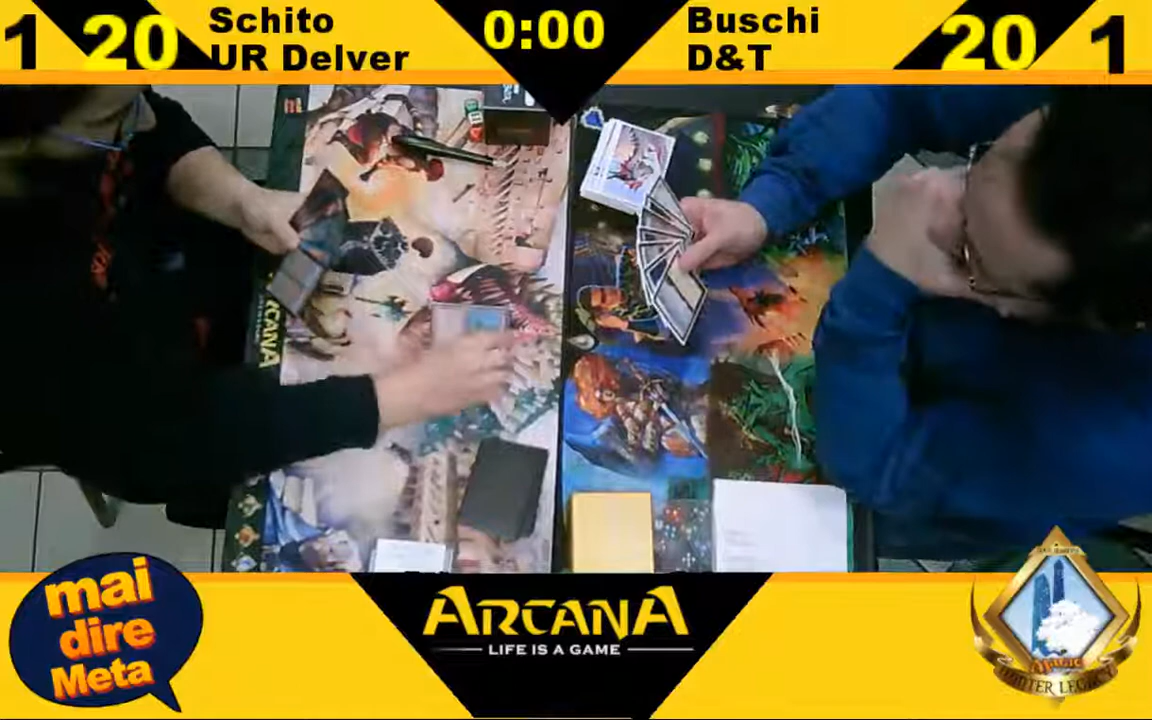 1 20 Schito 0:00 Buschi 20 1
UR Delver D&T
ARCANA
mai
dire
Meta
ARCANA
LIFE IS A GAME